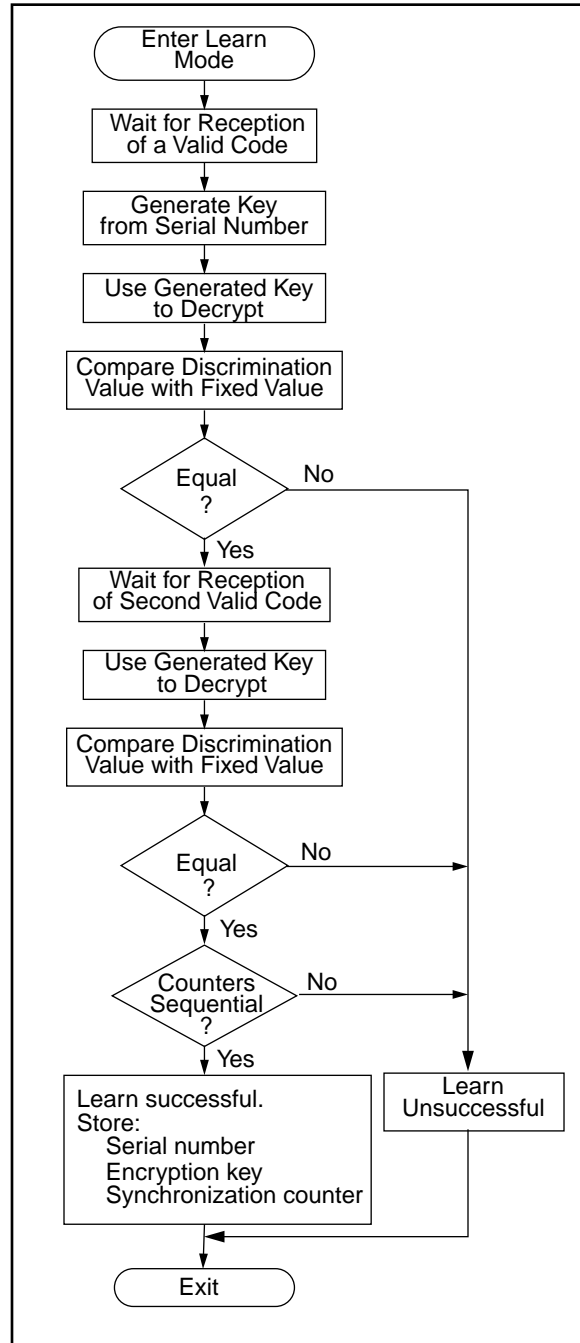 Enter Learn
Mode
Wait for Reception
of a Valid Code
Generate Key
from Serial Number
Use Generated Key
to Decrypt
Compare Discrimination
Value with Fixed Value
Equal
?
No
Yes
Wait for Reception
of Second Valid Code
Use Generated Key
to Decrypt
Compare Discrimination
Value with Fixed Value
Equal
?
No
Yes
Counters
Sequential
?
No
Yes
Learn successful.
Store:
Serial number
Encryption key
Synchronization counter
Learn
Unsuccessful
Exit